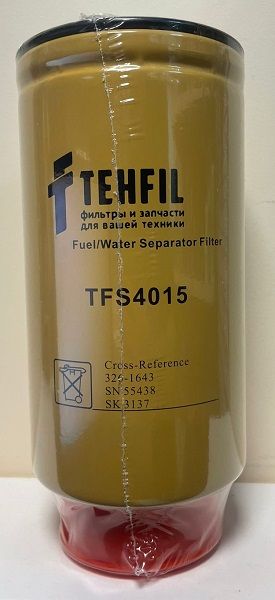 TEHFIL
фильтры и запчасти
для вашей техники
Fuel/Water Separator Filter
TFS4015
Cross-Reference
326-1643
SN 55438
SK 3137